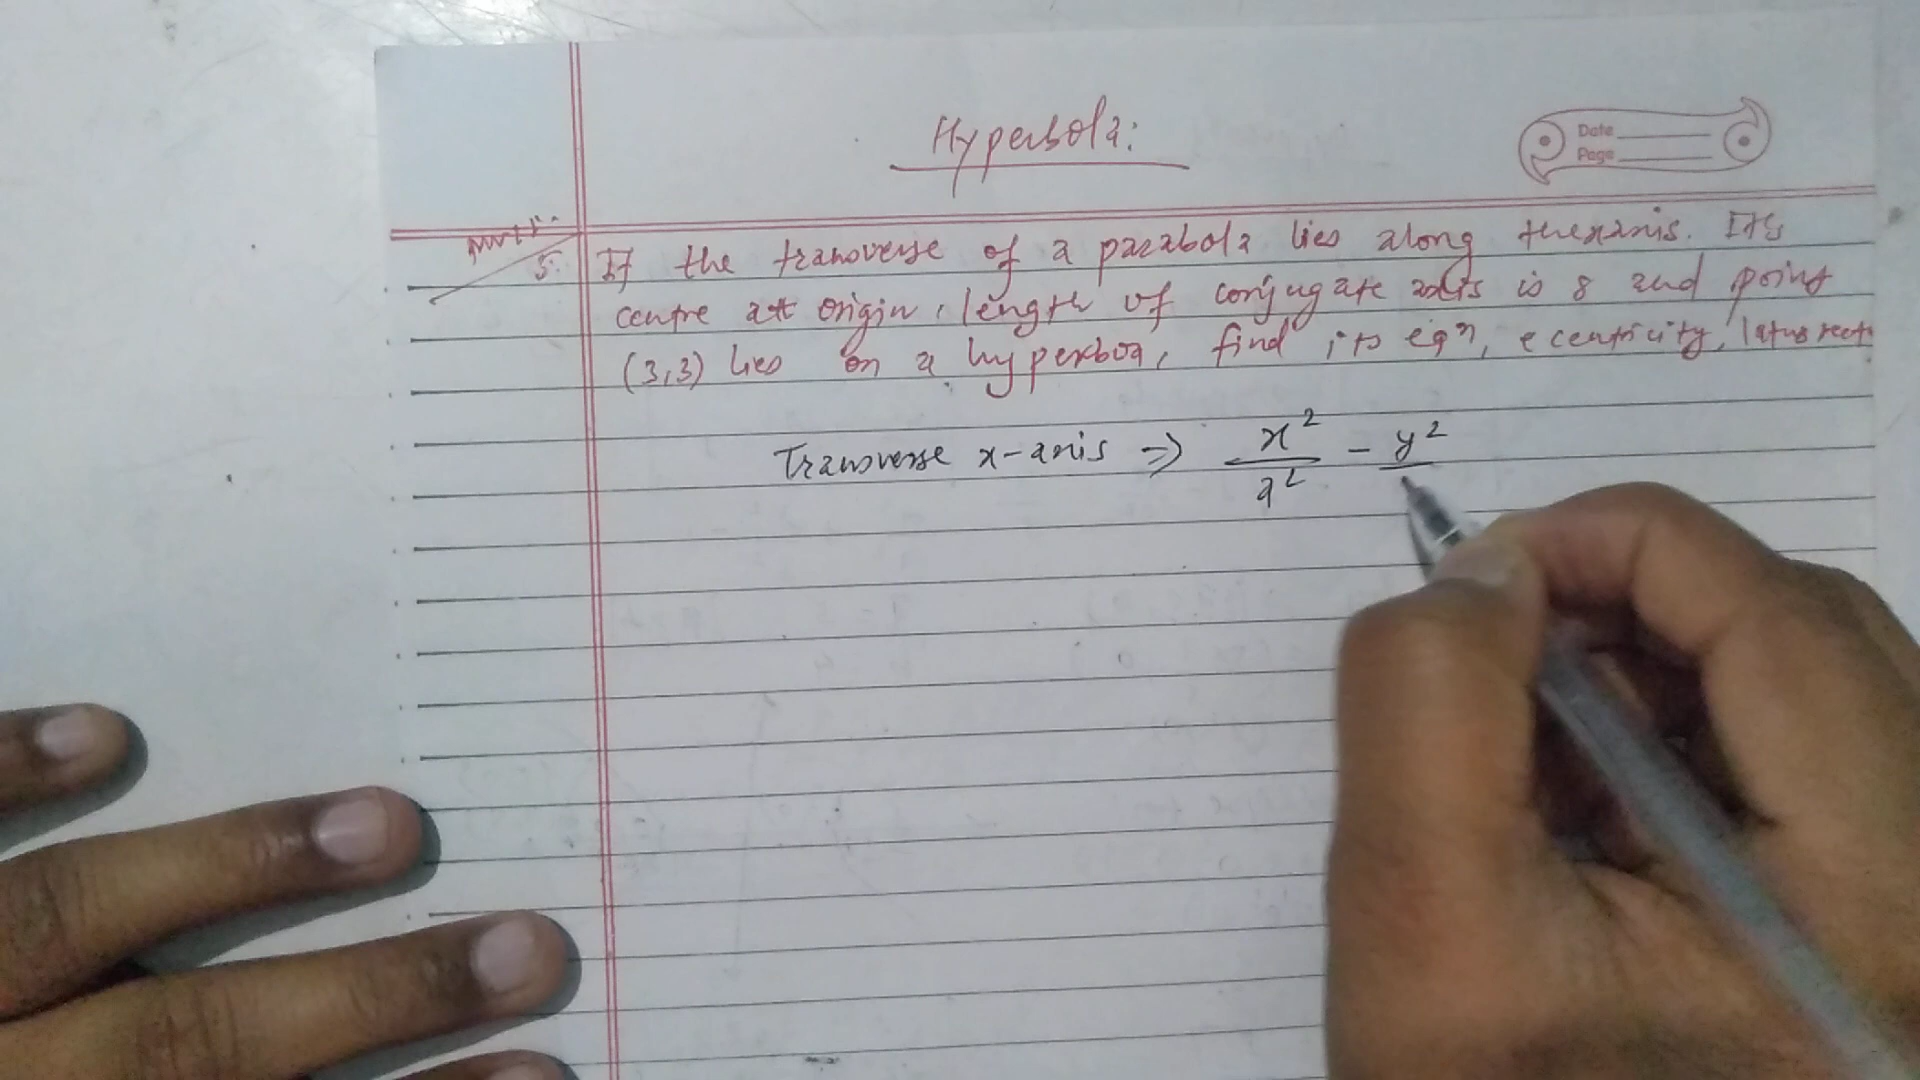 Hyperbola:
Date
Page
5. If the transverse of a parabola lies along thexaxis. Its
centre at origin, length of conjugate axis is 8 and point
(3,3) lies on a hyperboa, find its eqn, eccentricity, latus rect
Transverse x-axis ⇒ x²/a² - y²